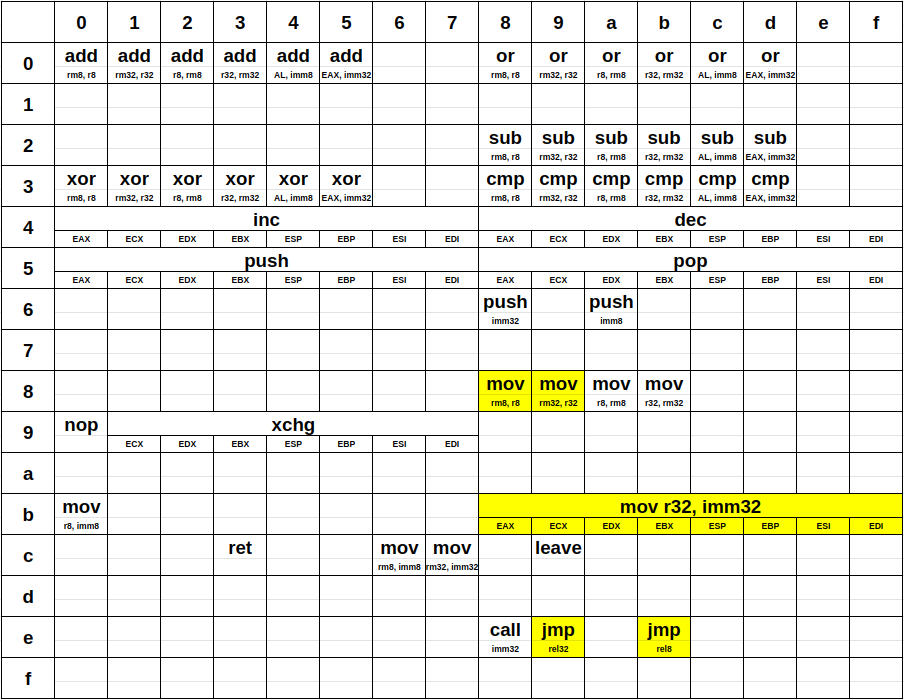 0 1 2 3 4 5 6 7 8 9 a b c d e f
0 add add add add add add or or or or or or
rm8, r8 rm32, r32 r8, rm8 r32, rm32 AL, imm8 EAX, imm32 rm8, r8 rm32, r32 r8, rm8 r32, rm32 AL, imm8 EAX, imm32
1
2 sub sub sub sub sub sub
rm8, r8 rm32, r32 r8, rm8 r32, rm32 AL, imm8 EAX, imm32
3 xor xor xor xor xor xor cmp cmp cmp cmp cmp cmp
rm8, r8 rm32, r32 r8, rm8 r32, rm32 AL, imm8 EAX, imm32 rm8, r8 rm32, r32 r8, rm8 r32, rm32 AL, imm8 EAX, imm32
4 inc dec
EAX ECX EDX EBX ESP EBP ESI EDI EAX ECX EDX EBX ESP EBP ESI EDI
5 push pop
EAX ECX EDX EBX ESP EBP ESI EDI EAX ECX EDX EBX ESP EBP ESI EDI
6 push push
imm32 imm8
7
8 mov mov mov mov
rm8, r8 rm32, r32 r8, rm8 r32, rm32
9 nop xchg
ECX EDX EBX ESP EBP ESI EDI
a
b mov mov r32, imm32
r8, imm8 EAX ECX EDX EBX ESP EBP ESI EDI
c ret mov mov leave
rm8, imm8 rm32, imm32
d
e call jmp jmp
imm32 rel32 rel8
f